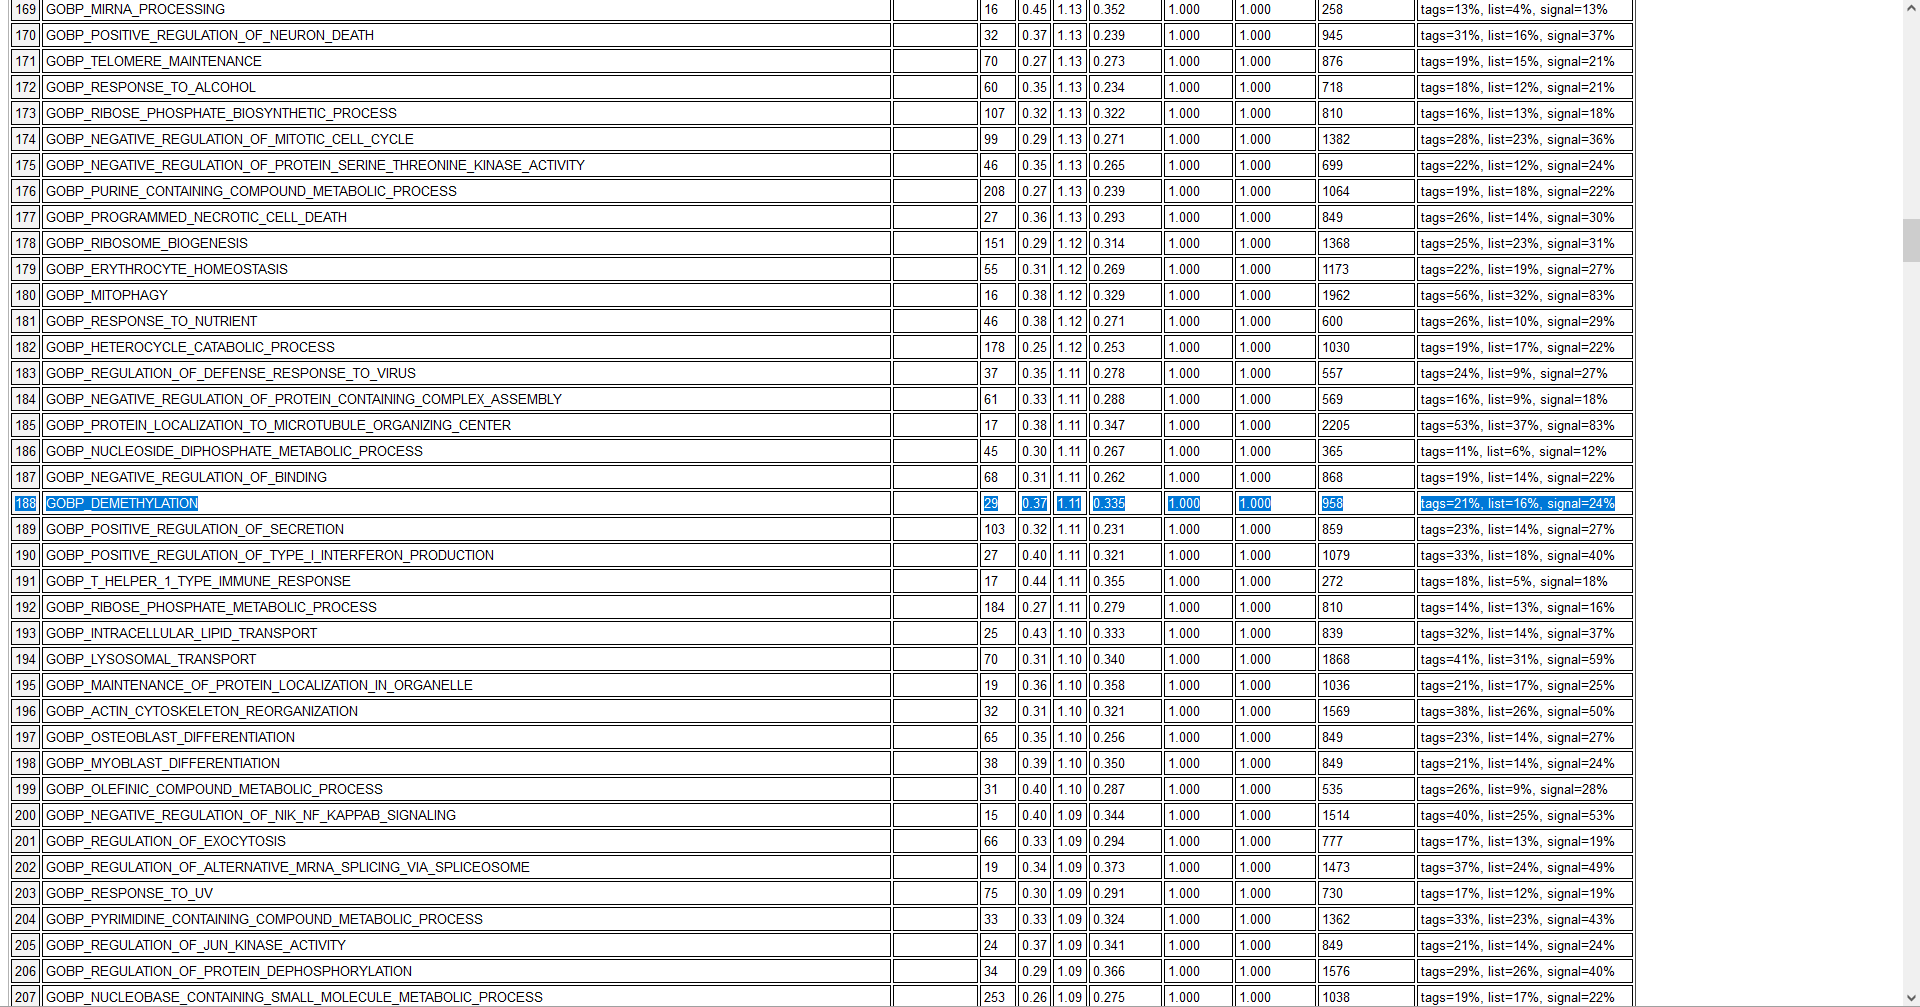 169 GOBP_MIRNA_PROCESSING 16 0.45 1.13 0.352 1.000 1.000 258 tags=13%, list=4%, signal=13%
170 GOBP_POSITIVE_REGULATION_OF_NEURON_DEATH 32 0.37 1.13 0.239 1.000 1.000 945 tags=31%, list=16%, signal=37%
171 GOBP_TELOMERE_MAINTENANCE 70 0.27 1.13 0.273 1.000 1.000 876 tags=19%, list=15%, signal=21%
172 GOBP_RESPONSE_TO_ALCOHOL 60 0.35 1.13 0.234 1.000 1.000 718 tags=18%, list=12%, signal=21%
173 GOBP_RIBOSE_PHOSPHATE_BIOSYNTHETIC_PROCESS 107 0.32 1.13 0.322 1.000 1.000 810 tags=16%, list=13%, signal=18%
174 GOBP_NEGATIVE_REGULATION_OF_MITOTIC_CELL_CYCLE 99 0.29 1.13 0.271 1.000 1.000 1382 tags=28%, list=23%, signal=36%
175 GOBP_NEGATIVE_REGULATION_OF_PROTEIN_SERINE_THREONINE_KINASE_ACTIVITY 46 0.35 1.13 0.265 1.000 1.000 699 tags=22%, list=12%, signal=24%
176 GOBP_PURINE_CONTAINING_COMPOUND_METABOLIC_PROCESS 208 0.27 1.13 0.239 1.000 1.000 1064 tags=19%, list=18%, signal=22%
177 GOBP_PROGRAMMED_NECROTIC_CELL_DEATH 27 0.36 1.13 0.293 1.000 1.000 849 tags=26%, list=14%, signal=30%
178 GOBP_RIBOSOME_BIOGENESIS 151 0.29 1.12 0.314 1.000 1.000 1368 tags=25%, list=23%, signal=31%
179 GOBP_ERYTHROCYTE_HOMEOSTASIS 55 0.31 1.12 0.269 1.000 1.000 1173 tags=22%, list=19%, signal=27%
180 GOBP_MITOPHAGY 16 0.38 1.12 0.329 1.000 1.000 1962 tags=56%, list=32%, signal=83%
181 GOBP_RESPONSE_TO_NUTRIENT 46 0.38 1.12 0.271 1.000 1.000 600 tags=26%, list=10%, signal=29%
182 GOBP_HETEROCYCLE_CATABOLIC_PROCESS 178 0.25 1.12 0.253 1.000 1.000 1030 tags=19%, list=17%, signal=22%
183 GOBP_REGULATION_OF_DEFENSE_RESPONSE_TO_VIRUS 37 0.35 1.11 0.278 1.000 1.000 557 tags=24%, list=9%, signal=27%
184 GOBP_NEGATIVE_REGULATION_OF_PROTEIN_CONTAINING_COMPLEX_ASSEMBLY 61 0.33 1.11 0.288 1.000 1.000 569 tags=16%, list=9%, signal=18%
185 GOBP_PROTEIN_LOCALIZATION_TO_MICROTUBULE_ORGANIZING_CENTER 17 0.38 1.11 0.347 1.000 1.000 2205 tags=53%, list=37%, signal=83%
186 GOBP_NUCLEOSIDE_DIPHOSPHATE_METABOLIC_PROCESS 45 0.30 1.11 0.267 1.000 1.000 365 tags=11%, list=6%, signal=12%
187 GOBP_NEGATIVE_REGULATION_OF_BINDING 68 0.31 1.11 0.262 1.000 1.000 868 tags=19%, list=14%, signal=22%
188 GOBP_DEMETHYLATION 29 0.37 1.11 0.335 1.000 1.000 958 tags=21%, list=16%, signal=24%
189 GOBP_POSITIVE_REGULATION_OF_SECRETION 103 0.32 1.11 0.231 1.000 1.000 859 tags=23%, list=14%, signal=27%
190 GOBP_POSITIVE_REGULATION_OF_TYPE_I_INTERFERON_PRODUCTION 27 0.40 1.11 0.321 1.000 1.000 1079 tags=33%, list=18%, signal=40%
191 GOBP_T_HELPER_1_TYPE_IMMUNE_RESPONSE 17 0.44 1.11 0.355 1.000 1.000 272 tags=18%, list=5%, signal=18%
192 GOBP_RIBOSE_PHOSPHATE_METABOLIC_PROCESS 184 0.27 1.11 0.279 1.000 1.000 810 tags=14%, list=13%, signal=16%
193 GOBP_INTRACELLULAR_LIPID_TRANSPORT 25 0.43 1.10 0.333 1.000 1.000 839 tags=32%, list=14%, signal=37%
194 GOBP_LYSOSOMAL_TRANSPORT 70 0.31 1.10 0.340 1.000 1.000 1868 tags=41%, list=31%, signal=59%
195 GOBP_MAINTENANCE_OF_PROTEIN_LOCALIZATION_IN_ORGANELLE 19 0.36 1.10 0.358 1.000 1.000 1036 tags=21%, list=17%, signal=25%
196 GOBP_ACTIN_CYTOSKELETON_REORGANIZATION 32 0.31 1.10 0.321 1.000 1.000 1569 tags=38%, list=26%, signal=50%
197 GOBP_OSTEOBLAST_DIFFERENTIATION 65 0.35 1.10 0.256 1.000 1.000 849 tags=23%, list=14%, signal=27%
198 GOBP_MYOBLAST_DIFFERENTIATION 38 0.39 1.10 0.350 1.000 1.000 849 tags=21%, list=14%, signal=24%
199 GOBP_OLEFINIC_COMPOUND_METABOLIC_PROCESS 31 0.40 1.10 0.287 1.000 1.000 535 tags=26%, list=9%, signal=28%
200 GOBP_NEGATIVE_REGULATION_OF_NIK_NF_KAPPAB_SIGNALING 15 0.40 1.09 0.344 1.000 1.000 1514 tags=40%, list=25%, signal=53%
201 GOBP_REGULATION_OF_EXOCYTOSIS 66 0.33 1.09 0.294 1.000 1.000 777 tags=17%, list=13%, signal=19%
202 GOBP_REGULATION_OF_ALTERNATIVE_MRNA_SPLICING_VIA_SPLICEOSOME 19 0.34 1.09 0.373 1.000 1.000 1473 tags=37%, list=24%, signal=49%
203 GOBP_RESPONSE_TO_UV 75 0.30 1.09 0.291 1.000 1.000 730 tags=17%, list=12%, signal=19%
204 GOBP_PYRIMIDINE_CONTAINING_COMPOUND_METABOLIC_PROCESS 33 0.33 1.09 0.324 1.000 1.000 1362 tags=33%, list=23%, signal=43%
205 GOBP_REGULATION_OF_JUN_KINASE_ACTIVITY 24 0.37 1.09 0.341 1.000 1.000 849 tags=21%, list=14%, signal=24%
206 GOBP_REGULATION_OF_PROTEIN_DEPHOSPHORYLATION 34 0.29 1.09 0.366 1.000 1.000 1576 tags=29%, list=26%, signal=40%
207 GOBP_NUCLEOBASE_CONTAINING_SMALL_MOLECULE_METABOLIC_PROCESS 253 0.26 1.09 0.275 1.000 1.000 1038 tags=19%, list=17%, signal=22%